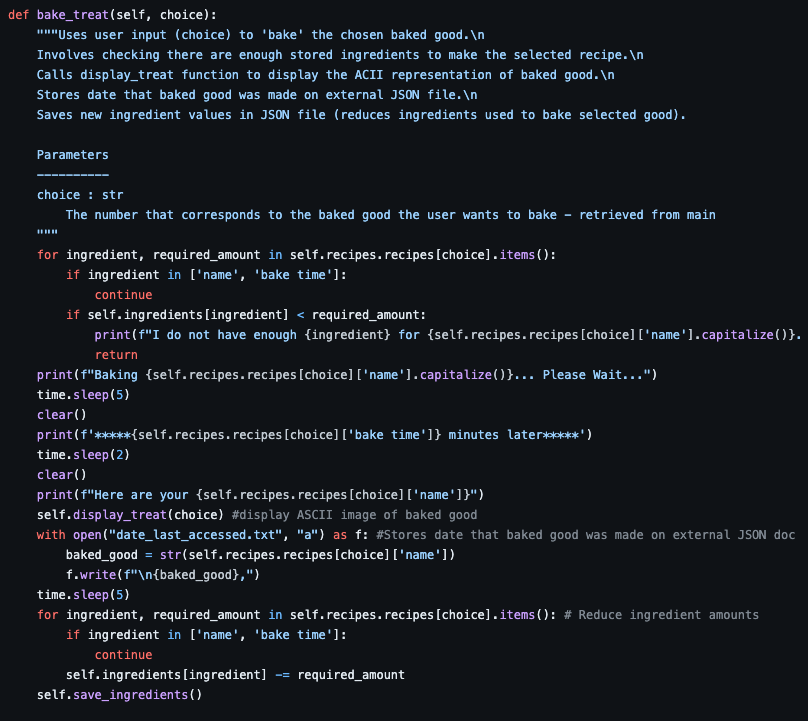 def bake_treat(self, choice):
    """Uses user input (choice) to 'bake' the chosen baked good.\n
    Involves checking there are enough stored ingredients to make the selected recipe.\n
    Calls display_treat function to display the ACII representation of baked good.\n
    Stores date that baked good was made on external JSON file.\n
    Saves new ingredient values in JSON file (reduces ingredients used to bake selected good).

    Parameters
    ----------
    choice : str
        The number that corresponds to the baked good the user wants to bake - retrieved from main
    """
    for ingredient, required_amount in self.recipes.recipes[choice].items():
        if ingredient in ['name', 'bake time']:
            continue
        if self.ingredients[ingredient] < required_amount:
            print(f"I do not have enough {ingredient} for {self.recipes.recipes[choice]['name'].capitalize()}.
            return
    print(f"Baking {self.recipes.recipes[choice]['name'].capitalize()}... Please Wait...")
    time.sleep(5)
    clear()
    print(f'*****{self.recipes.recipes[choice]['bake time']} minutes later*****')
    time.sleep(2)
    clear()
    print(f"Here are your {self.recipes.recipes[choice]['name']}")
    self.display_treat(choice) #display ASCII image of baked good
    with open("date_last_accessed.txt", "a") as f: #Stores date that baked good was made on external JSON doc
        baked_good = str(self.recipes.recipes[choice]['name'])
        f.write(f"\n{baked_good},")
    time.sleep(5)
    for ingredient, required_amount in self.recipes.recipes[choice].items(): # Reduce ingredient amounts
        if ingredient in ['name', 'bake time']:
            continue
        self.ingredients[ingredient] -= required_amount
    self.save_ingredients()